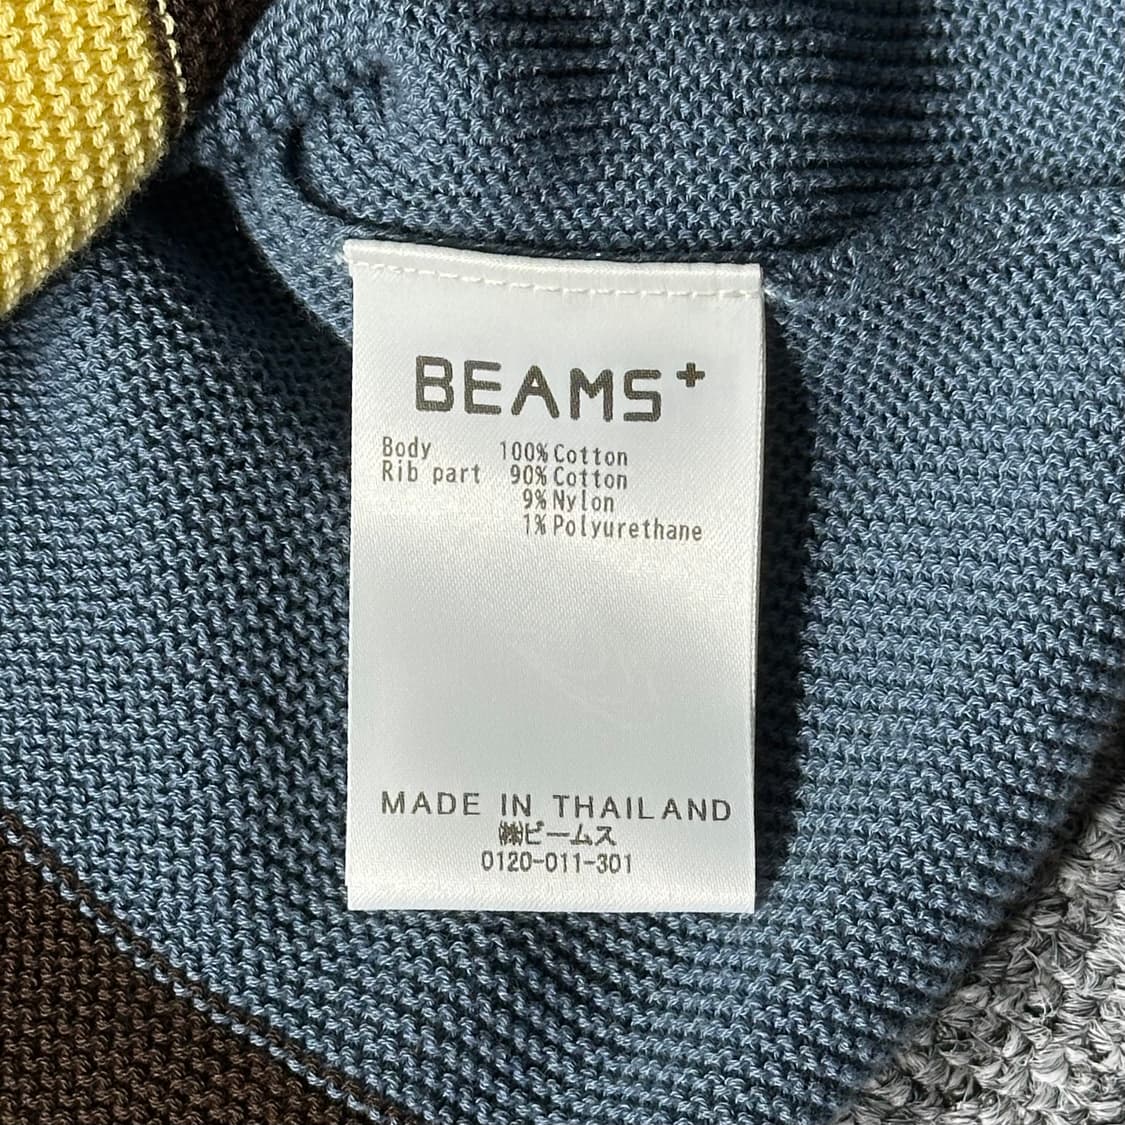 BEAMS+
Body 100% Cotton
Rib part 90% Cotton
9% Nylon
1% Polyurethane
MADE IN THAILAND
㈱ビームス
0120-011-301